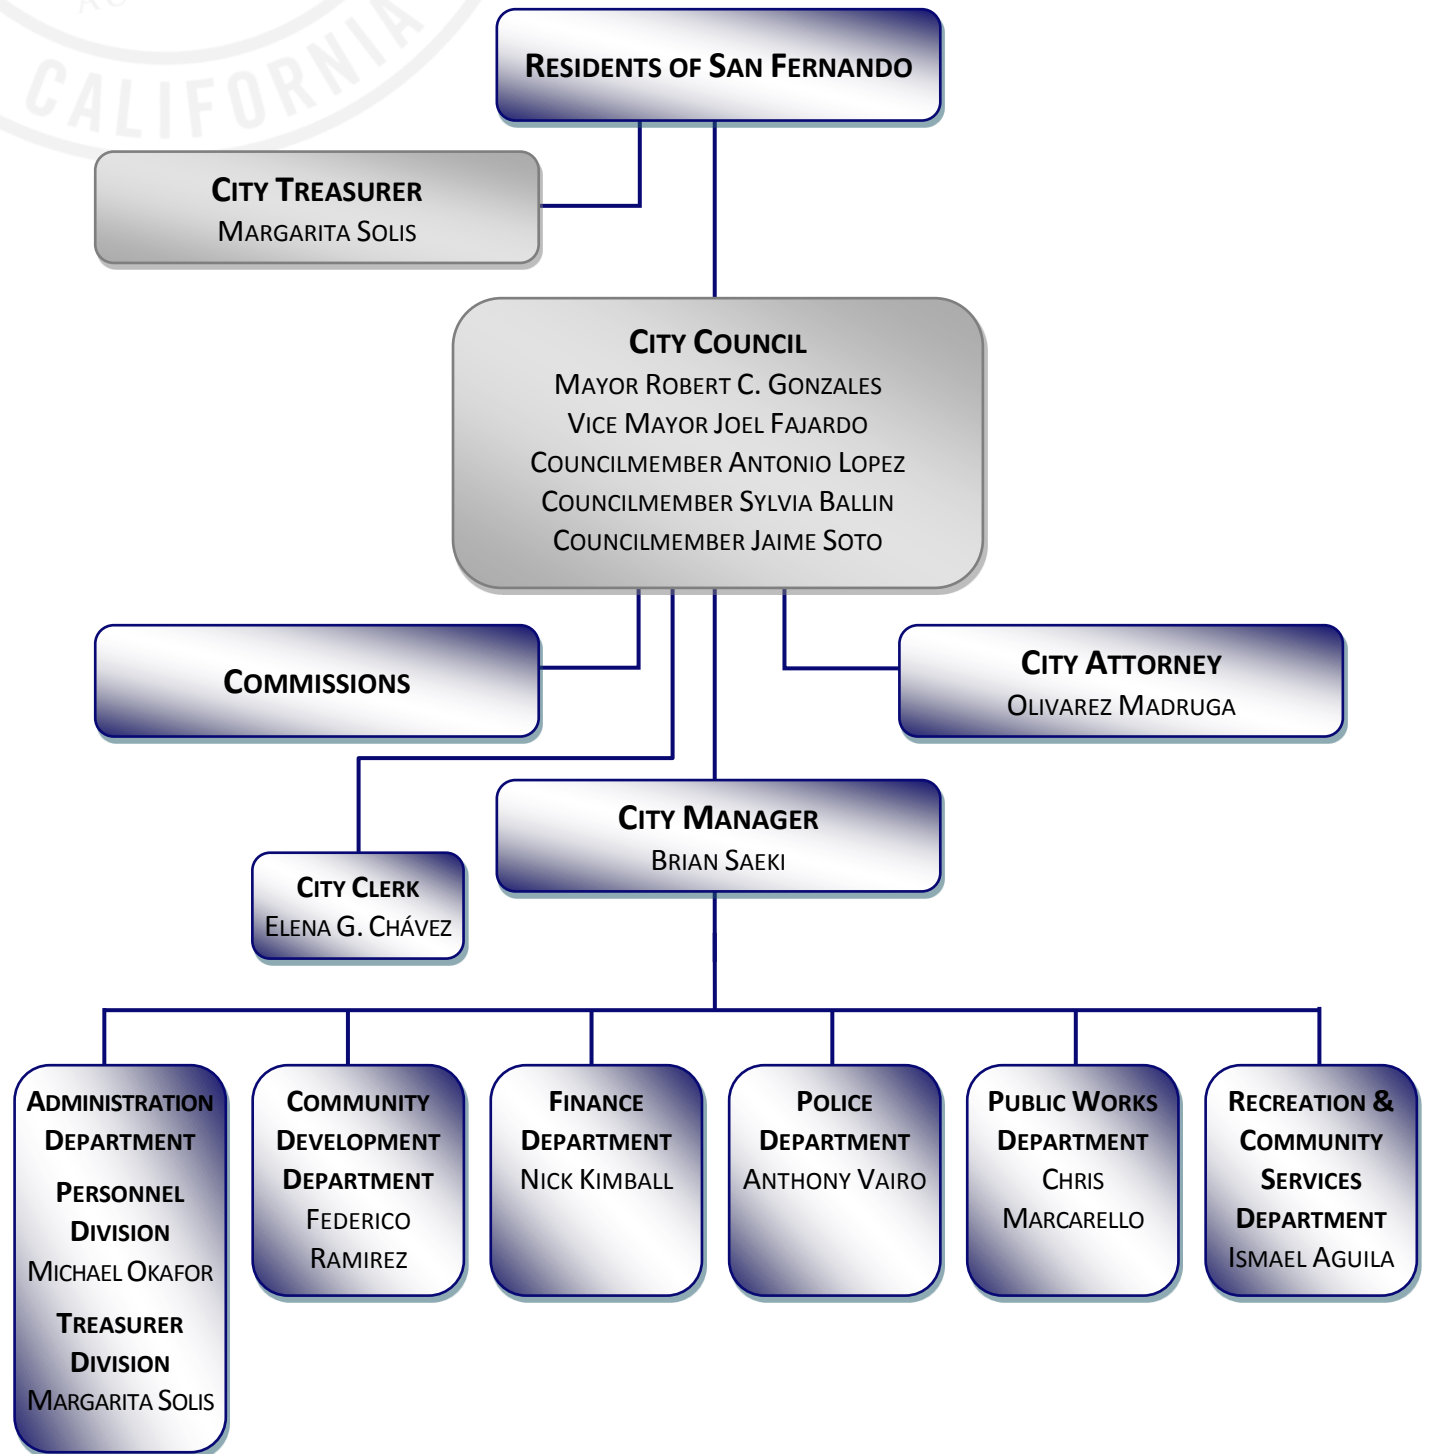 CALIFORNIA
RESIDENTS OF SAN FERNANDO
CITY TREASURER
MARGARITA SOLIS
CITY COUNCIL
MAYOR ROBERT C. GONZALES
VICE MAYOR JOEL FAJARDO
COUNCILMEMBER ANTONIO LOPEZ
COUNCILMEMBER SYLVIA BALLIN
COUNCILMEMBER JAIME SOTO
COMMISSIONS
CITY ATTORNEY
OLIVAREZ MADRUGA
CITY MANAGER
BRIAN SAEKI
CITY CLERK
ELENA G. CHÁVEZ
ADMINISTRATION
DEPARTMENT
PERSONNEL
DIVISION
MICHAEL OKAFOR
TREASURER
DIVISION
MARGARITA SOLIS
COMMUNITY
DEVELOPMENT
DEPARTMENT
FEDERICO
RAMIREZ
FINANCE
DEPARTMENT
NICK KIMBALL
POLICE
DEPARTMENT
ANTHONY VAIRO
PUBLIC WORKS
DEPARTMENT
CHRIS
MARCARELLO
RECREATION &
COMMUNITY
SERVICES
DEPARTMENT
ISMAEL AGUILA